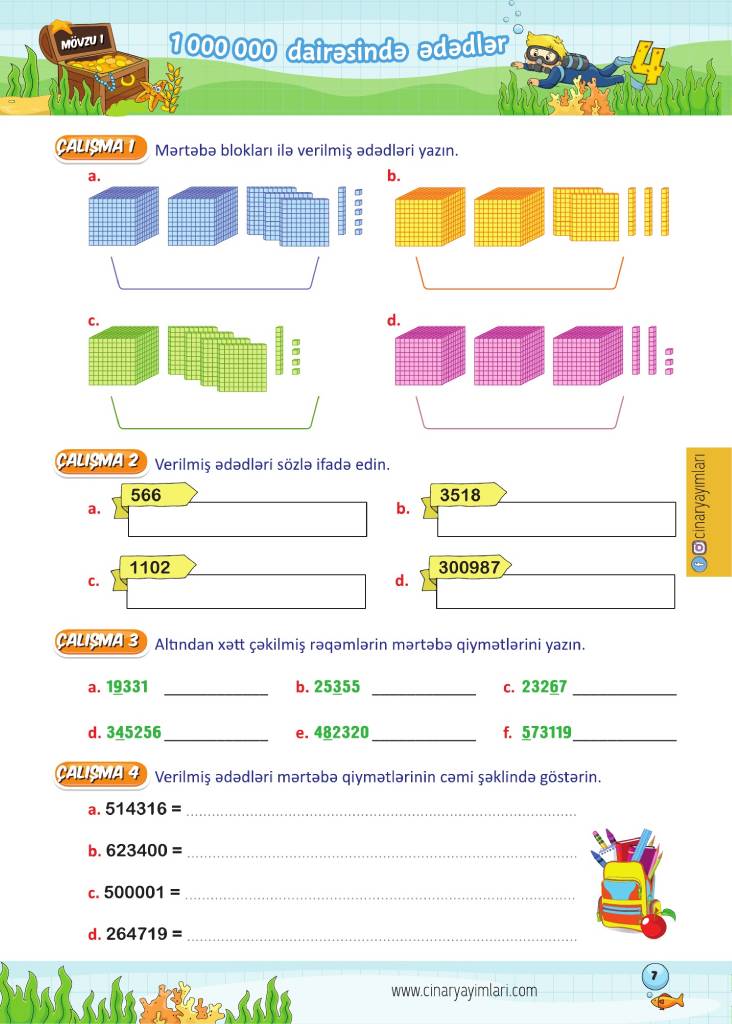 MÖVZU 1
1 000 000 dairəsində ədədlər
4
ÇALIŞMA 1 Mərtəbə blokları ilə verilmiş ədədləri yazın.
a. b.
c. d.
ÇALIŞMA 2 Verilmiş ədədləri sözlə ifadə edin.
a. 566 b. 3518
c. 1102 d. 300987
cinaryayımları
ÇALIŞMA 3 Altından xətt çəkilmiş rəqəmlərin mərtəbə qiymətlərini yazın.
a. 19331 ____________ b. 25355 ____________ c. 23267 ____________
d. 345256 ____________ e. 482320 ____________ f. 573119 ____________
ÇALIŞMA 4 Verilmiş ədədləri mərtəbə qiymətlərinin cəmi şəklində göstərin.
a. 514316 = ........................................
b. 623400 = ........................................
c. 500001 = ........................................
d. 264719 = ........................................
www.cinaryayimlari.com
7